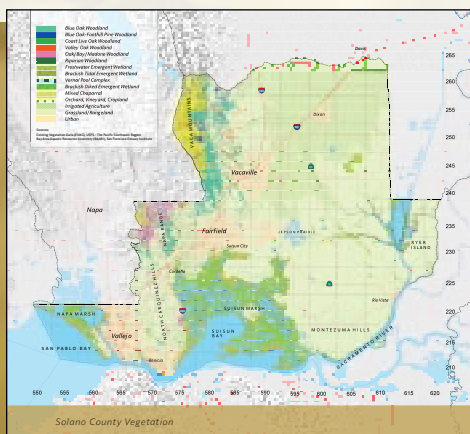 Blue Oak Woodland
Blue Oak-Foothill Pine Woodland
Coast Live Oak Woodland
Valley Oak Woodland
Oak/Bay/Madrone Woodland
Riparian Woodland
Freshwater Emergent Wetland
Brackish Tidal Emergent Wetland
Vernal Pool Complex
Brackish Diked Emergent Wetland
Mixed Chaparral
Orchard, Vineyard, Cropland
Irrigated Agriculture
Grassland/Rangeland
Urban
Sources:
Davis
265
260
VACA MOUNTAINS
Dixon
255
250
Vacaville
245
Napa
240
Fairfield
JEPSON PRAIRIE
235
Suisun City
RYER
ISLAND
Cordelia
230
225
NAPA MARSH
SUISUN MARSH
Rio Vista
220
Vallejo
SUISUN
BAY
MONTEZUMA HILLS
SAN PABLO BAY
SACRAMENTO RIVER
215
Benicia
210
560 565 570 575 580 585 590 595 600 605 610 615
Solano County Vegetation